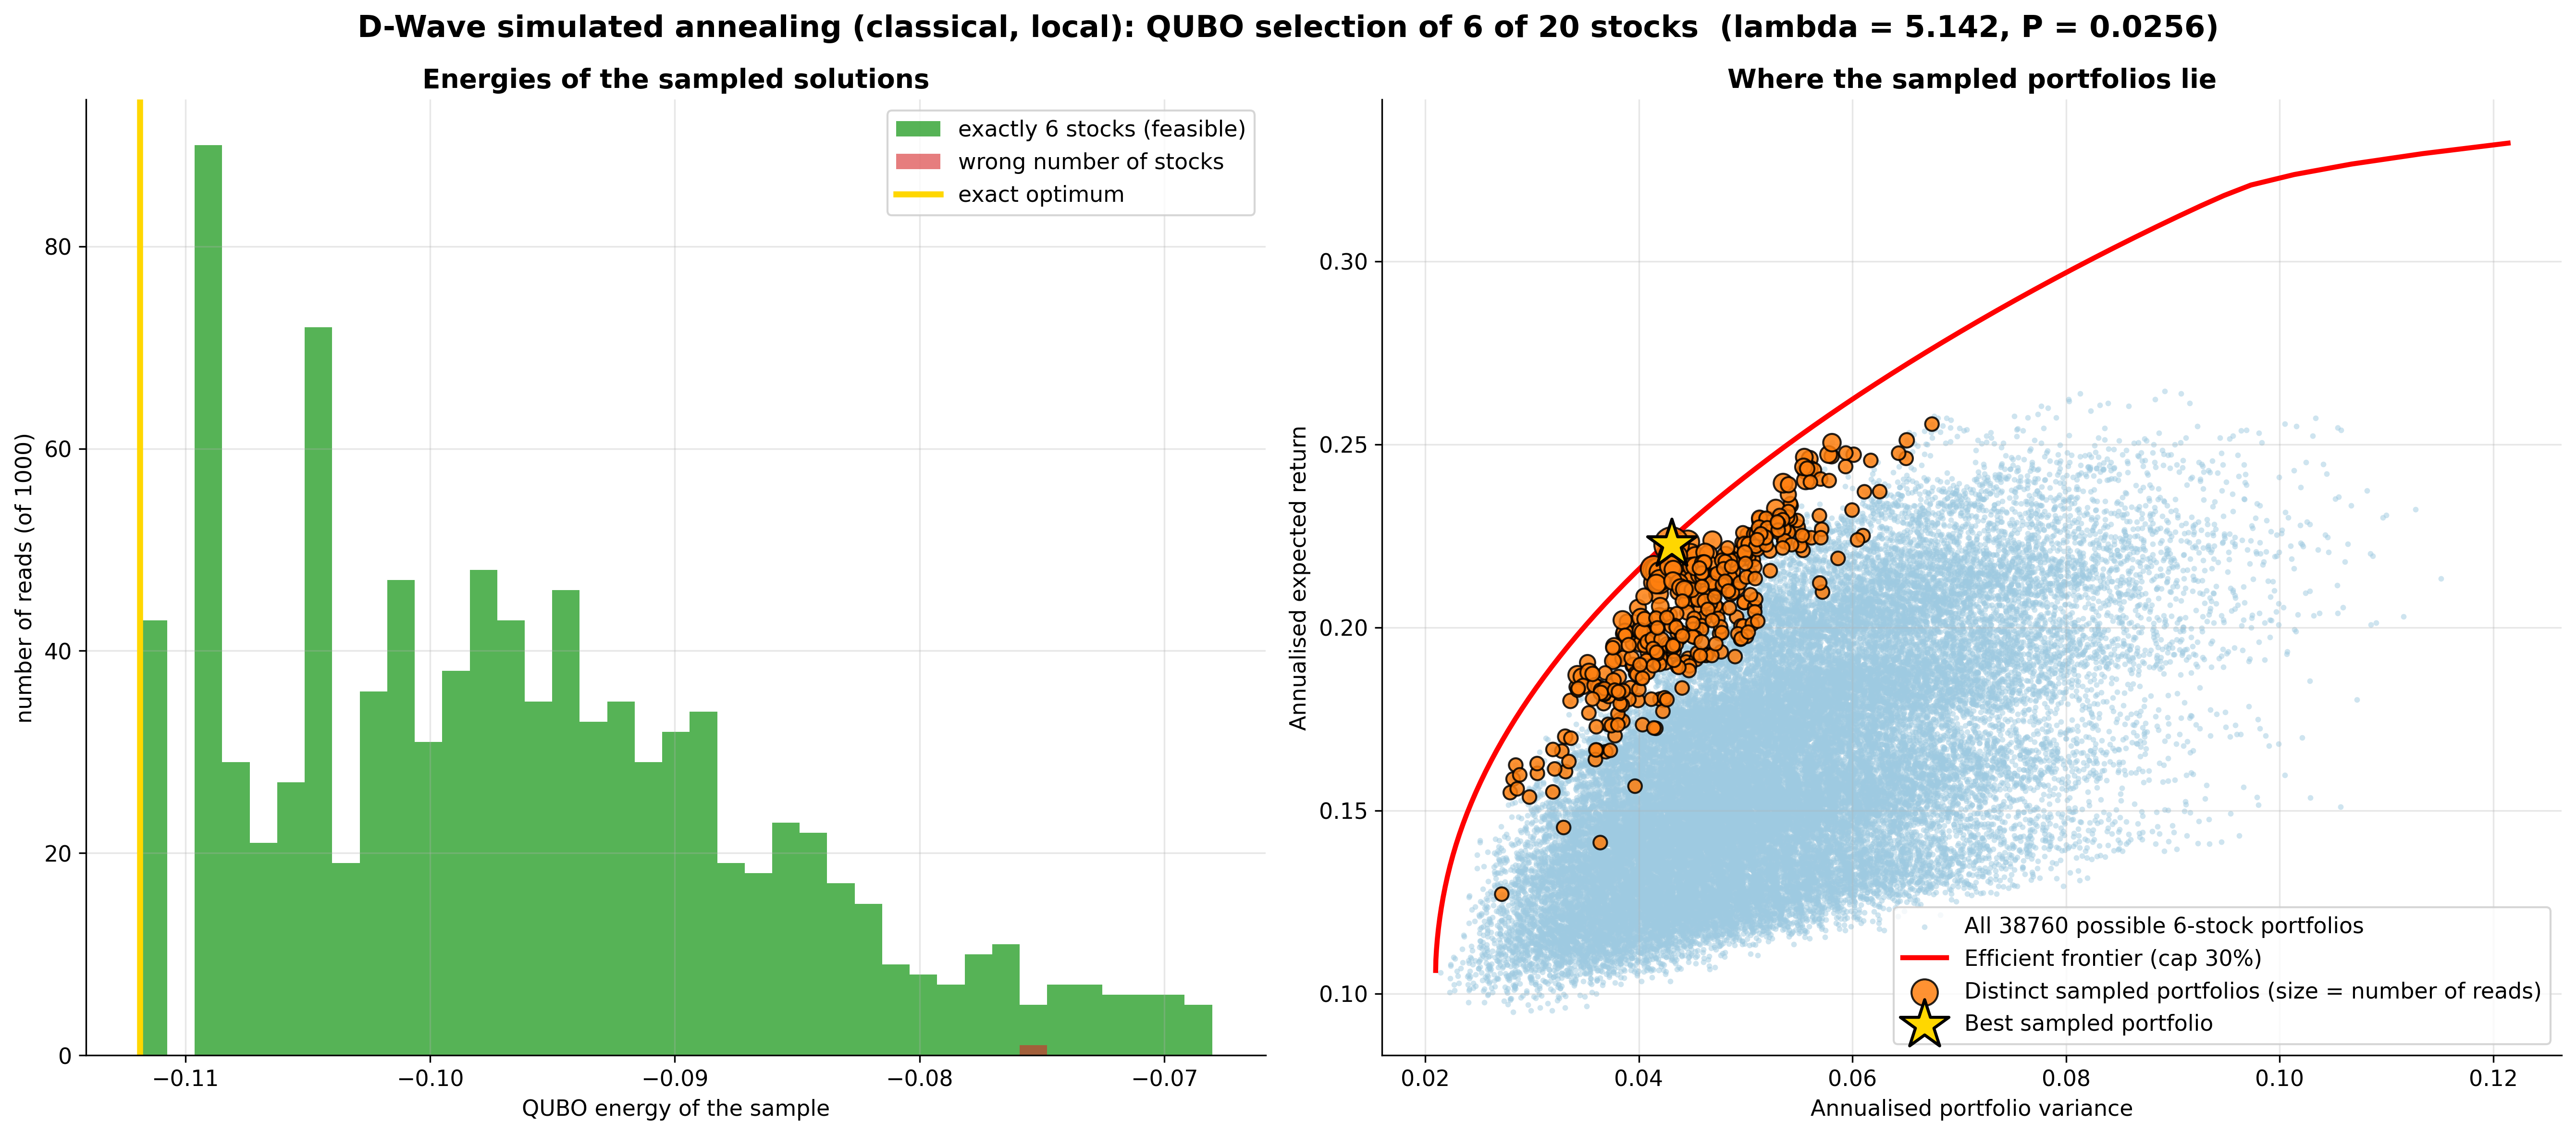 D-Wave simulated annealing (classical, local): QUBO selection of 6 of 20 stocks (lambda = 5.142, P = 0.0256)
Energies of the sampled solutions
exactly 6 stocks (feasible)
wrong number of stocks
exact optimum
number of reads (of 1000)
80
60
40
20
0
−0.11
−0.10
−0.09
−0.08
−0.07
QUBO energy of the sample
Where the sampled portfolios lie
Annualised expected return
0.30
0.25
0.20
0.15
0.10
All 38760 possible 6-stock portfolios
Efficient frontier (cap 30%)
Distinct sampled portfolios (size = number of reads)
Best sampled portfolio
0.02
0.04
0.06
0.08
0.10
0.12
Annualised portfolio variance